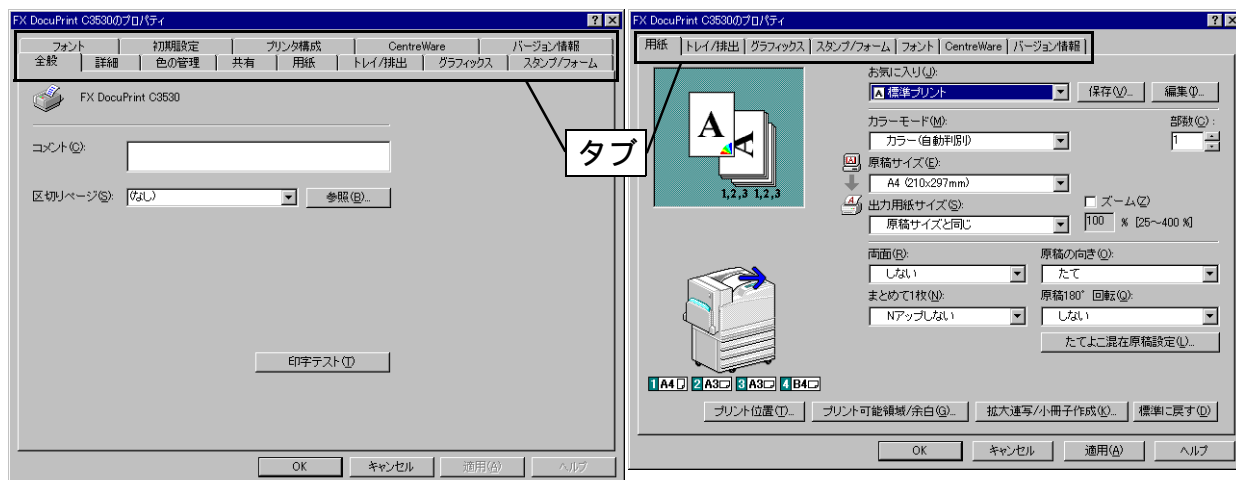 FX DocuPrint C3530のプロパティ
フォント 初期設定 プリンタ構成 CentreWare バージョン情報
全般 詳細 色の管理 共有 用紙 トレイ/排出 グラフィックス スタンプ/フォーム
FX DocuPrint C3530
コメント(C):
区切りページ(S): (なし) 参照(B)...
印字テスト(T)
OK キャンセル 適用(A) ヘルプ
タブ
FX DocuPrint C3530のプロパティ
用紙 トレイ/排出 グラフィックス スタンプ/フォーム フォント CentreWare バージョン情報
お気に入り(J):
A 標準プリント 保存(V)... 編集(I)...
カラーモード(M): 部数(C):
カラー(自動判別) 1
原稿サイズ(E):
A4 (210x297mm)
出力用紙サイズ(S): ズーム(Z)
原稿サイズと同じ 100 % [25～400 %]
A A
1,2,3 1,2,3
両面(R): 原稿の向き(O):
しない たて
まとめて1枚(N): 原稿180° 回転(Q):
Nアップしない しない
たてよこ混在原稿設定(L)...
1 A4 2 A3 3 A3 4 B4
プリント位置(T)... プリント可能領域/余白(G)... 拡大連写/小冊子作成(K)... 標準に戻す(D)
OK キャンセル 適用(A) ヘルプ